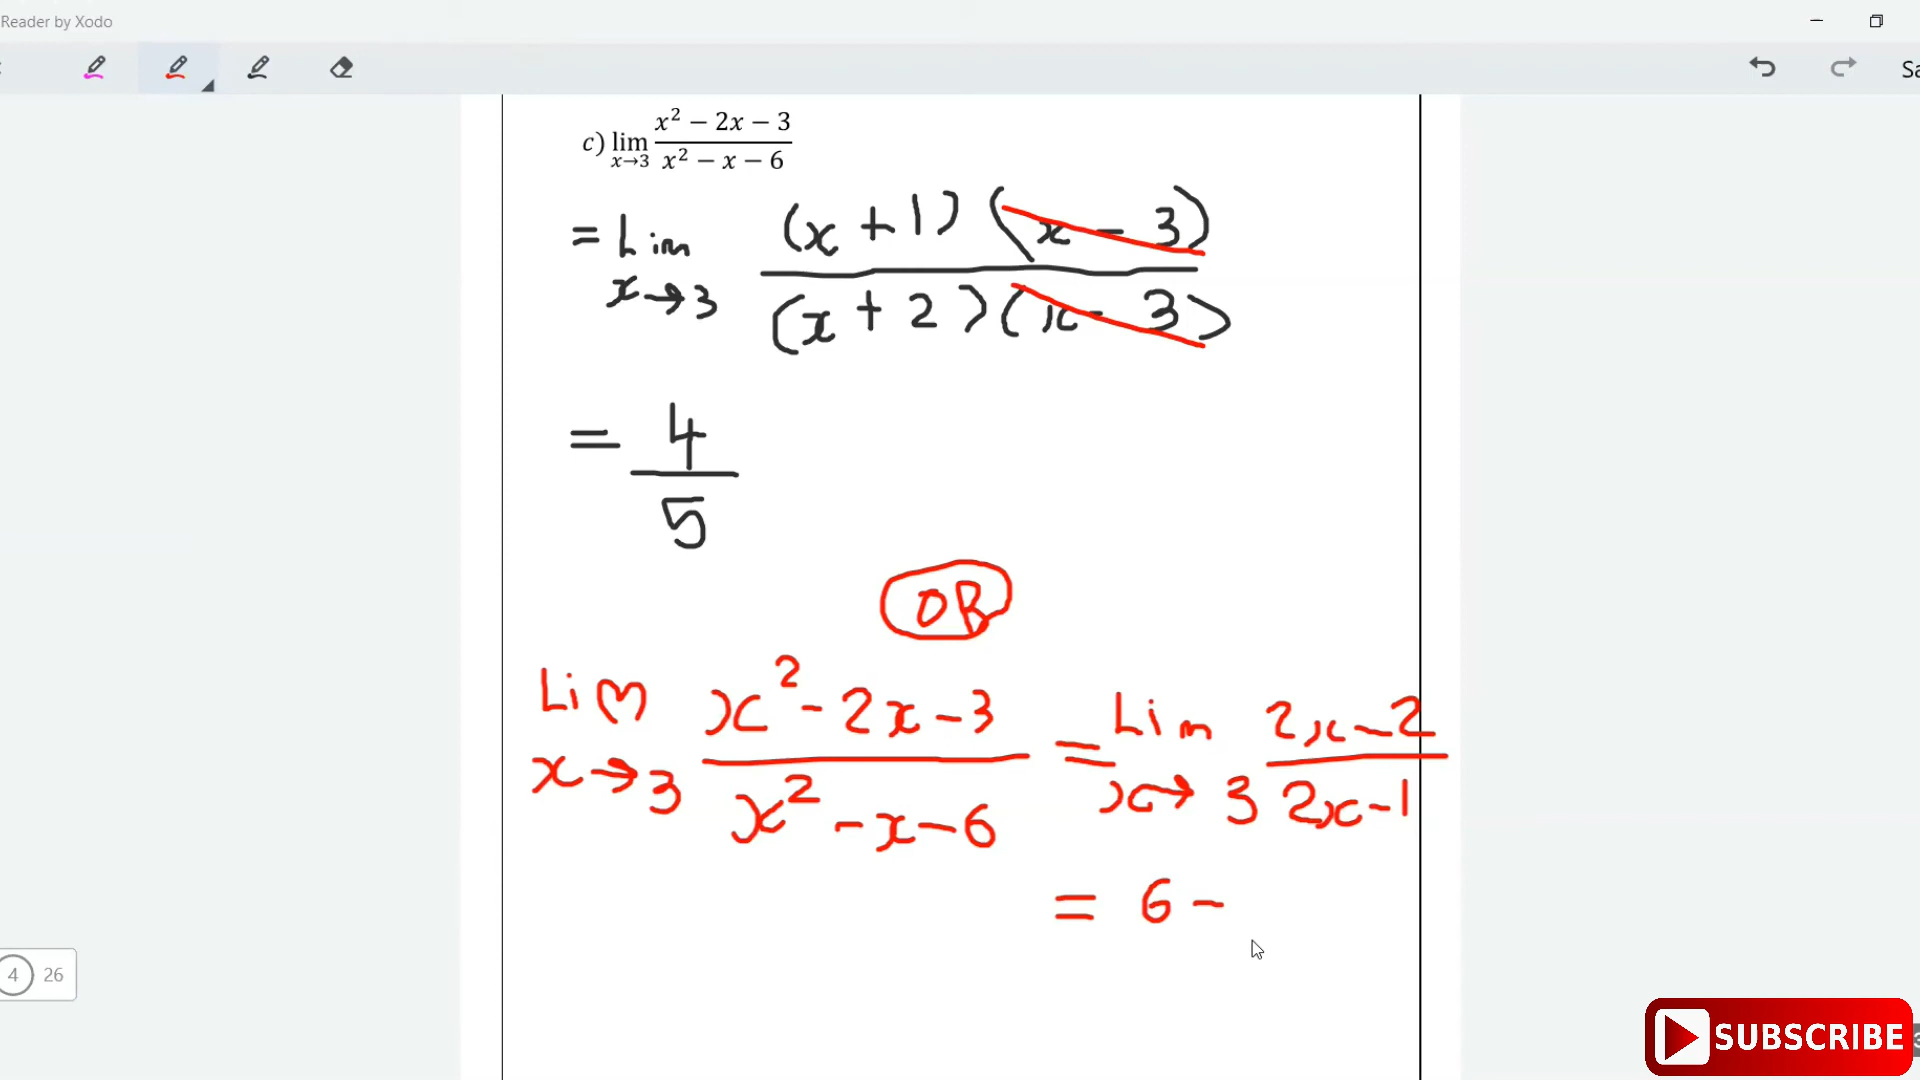 Reader by Xodo
Sa
c) lim x→3 (x² − 2x − 3)/(x² − x − 6)
= Lim x→3 (x + 1)(x − 3)/(x + 2)(x − 3)
= 4/5
OR
Lim x→3 (x² − 2x − 3)/(x² − x − 6) = Lim x→3 (2x − 2)/(2x − 1)
= 6 −
4 26
SUBSCRIBE